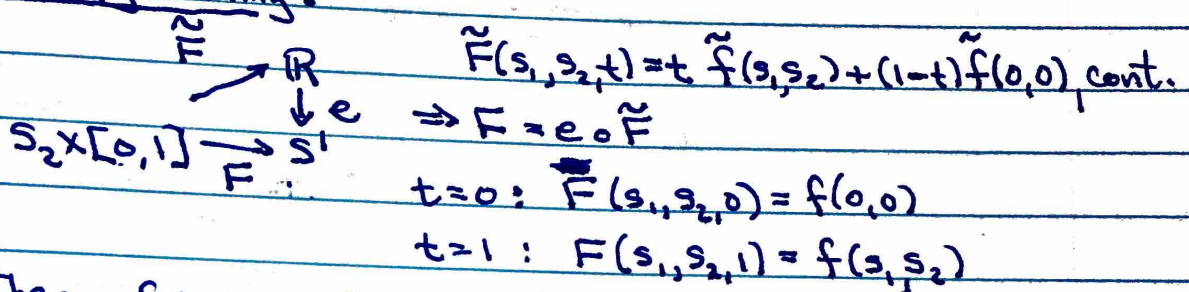 F̃
ℝ F̃(s₁,s₂,t) = t f̃(s₁,s₂) + (1-t) f̃(0,0), cont.
↓ e ⇒ F = e ∘ F̃
S₂×[0,1] → S¹
F
t=0: F(s₁,s₂,0) = f(0,0)
t=1: F(s₁,s₂,1) = f(s₁,s₂)